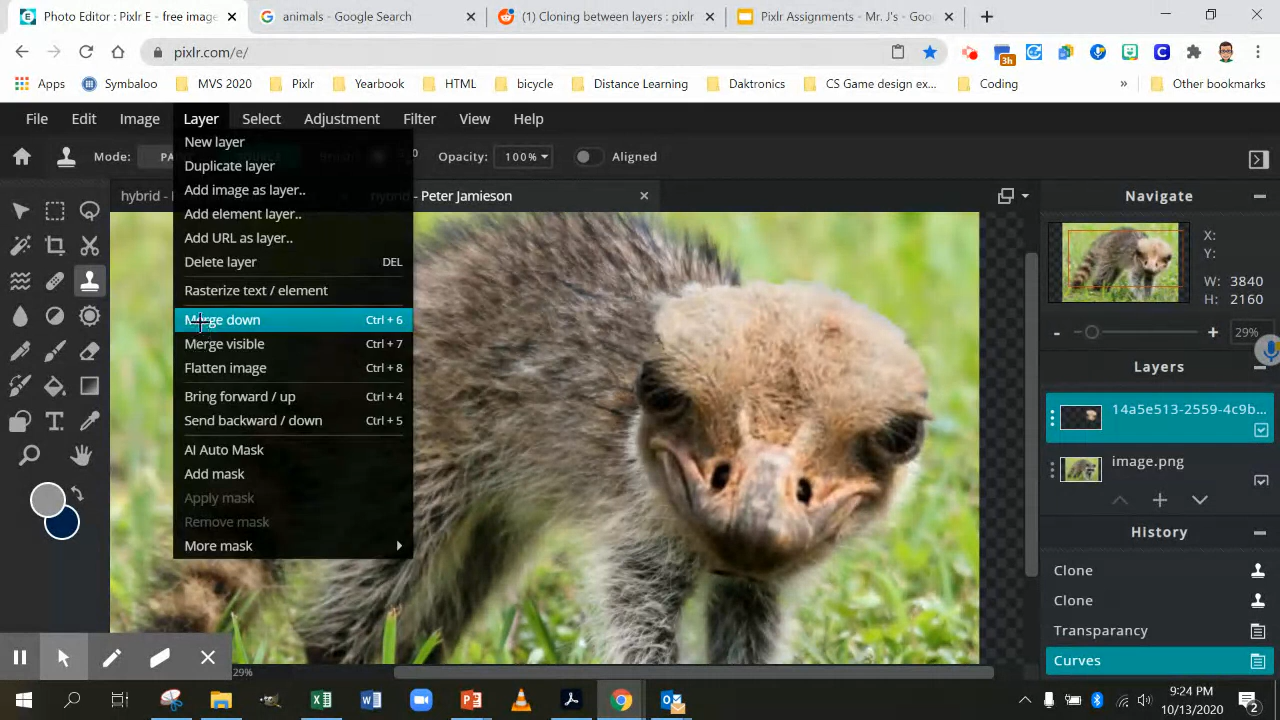 Photo Editor : Pixlr E - free image
animals - Google Search
(1) Cloning between layers : pixlr
Pixlr Assignments - Mr. J's - Goo
pixlr.com/e/
3h
Apps
Symbaloo
MVS 2020
Pixlr
Yearbook
HTML
bicycle
Distance Learning
Daktronics
CS Game design ex...
Coding
»
Other bookmarks
File
Edit
Image
Layer
Select
Adjustment
Filter
View
Help
Mode:
Opacity:
100%
Aligned
New layer
Duplicate layer
Add image as layer..
Add element layer..
Add URL as layer..
Delete layer DEL
Rasterize text / element
Merge down Ctrl + 6
Merge visible Ctrl + 7
Flatten image Ctrl + 8
Bring forward / up Ctrl + 4
Send backward / down Ctrl + 5
AI Auto Mask
Add mask
Apply mask
Remove mask
More mask
hybrid -
hybrid - Peter Jamieson
Navigate
X:
Y:
W: 3840
H: 2160
29%
Layers
14a5e513-2559-4c9b...
image.png
History
Clone
Clone
Transparancy
Curves
29%
9:24 PM
10/13/2020
2